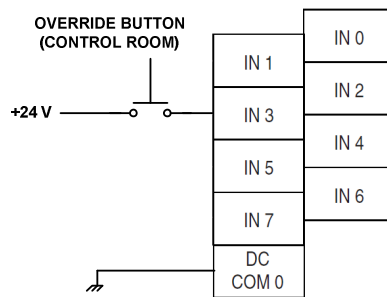 OVERRIDE BUTTON
(CONTROL ROOM)
+24 V
IN 0
IN 1
IN 2
IN 3
IN 4
IN 5
IN 6
IN 7
DC
COM 0